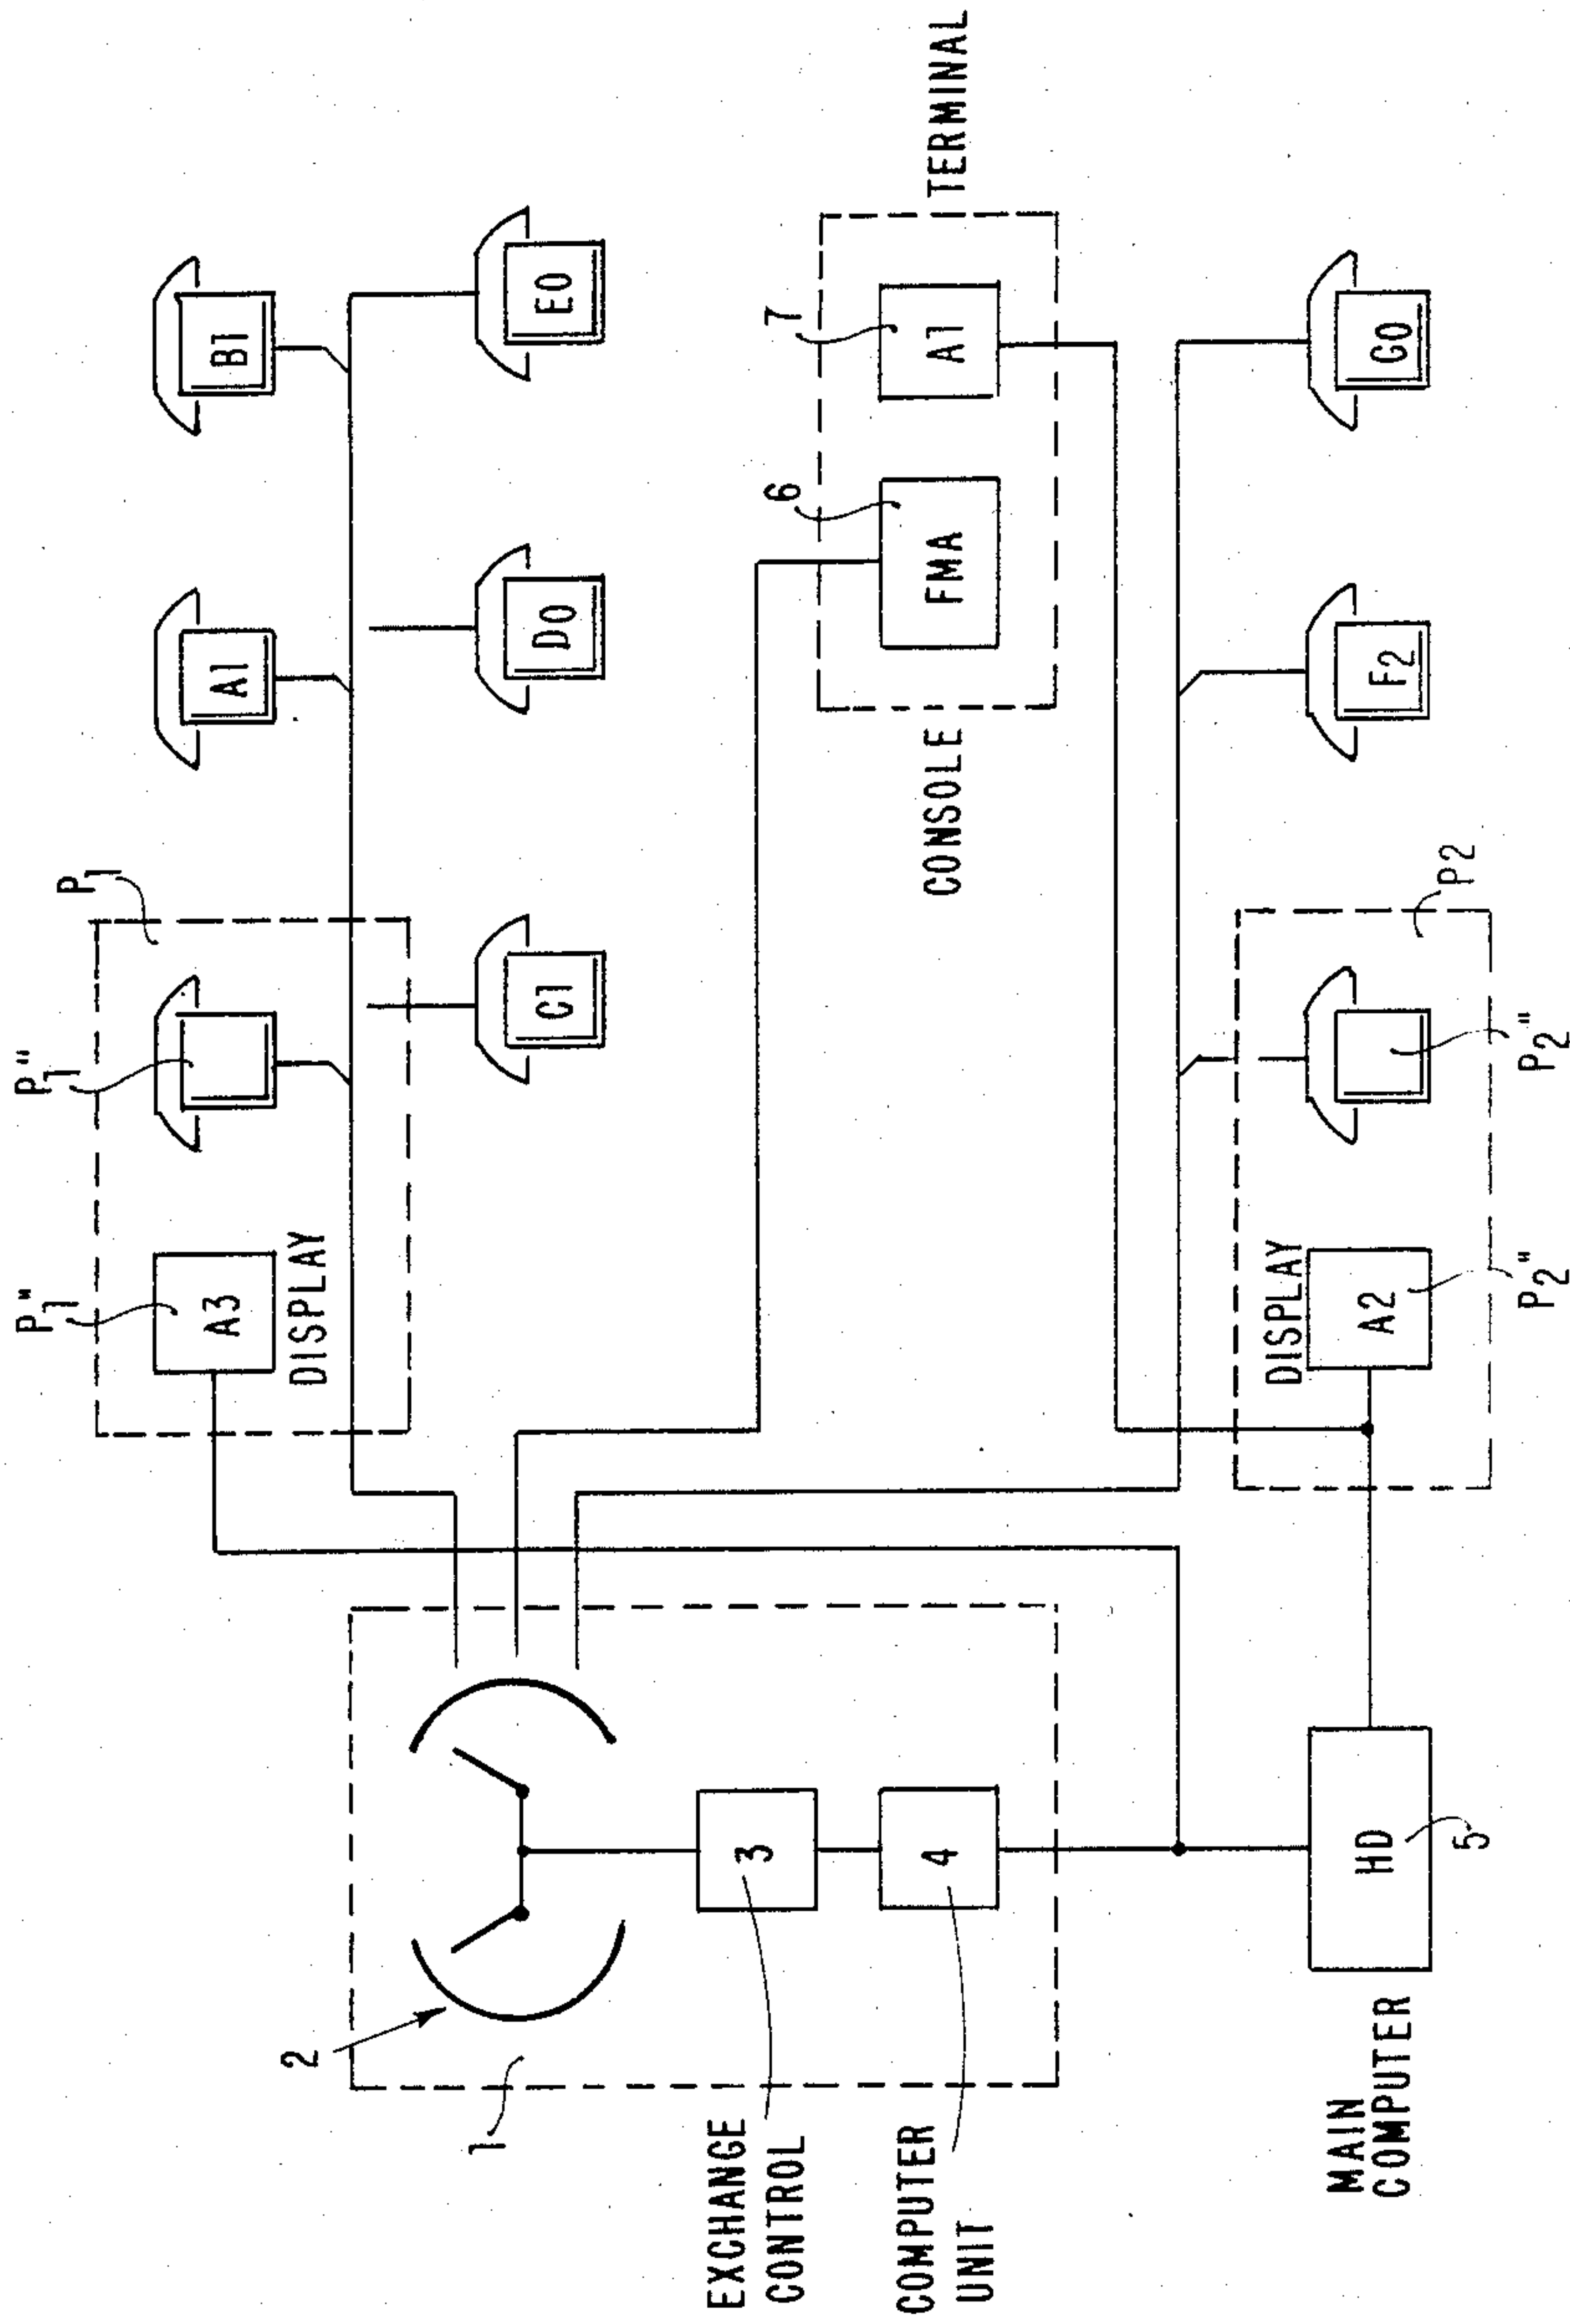 P1
P1"
P1"
A3
DISPLAY
A1
B1
C1
D0
E0
2
1
3
4
EXCHANGE
CONTROL
COMPUTER
UNIT
6
7
FMA
A1
CONSOLE
TERMINAL
P2
DISPLAY
A2
P2"
P2"
F2
G0
HD
5
MAIN
COMPUTER